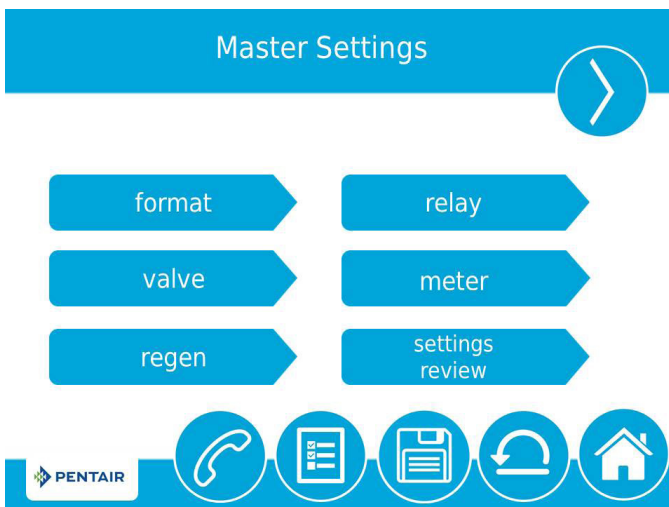 Master Settings
format
relay
valve
meter
regen
settings
review
PENTAIR